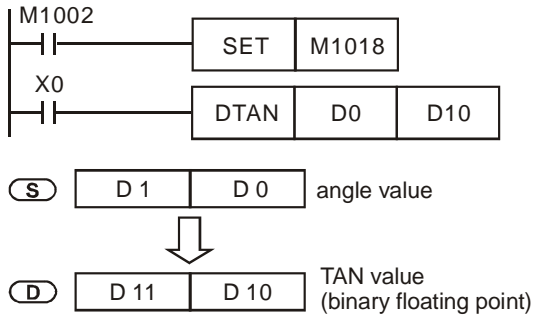 M1002
SET M1018
X0
DTAN D0 D10
S D 1 D 0 angle value
D D 11 D 10 TAN value
(binary floating point)